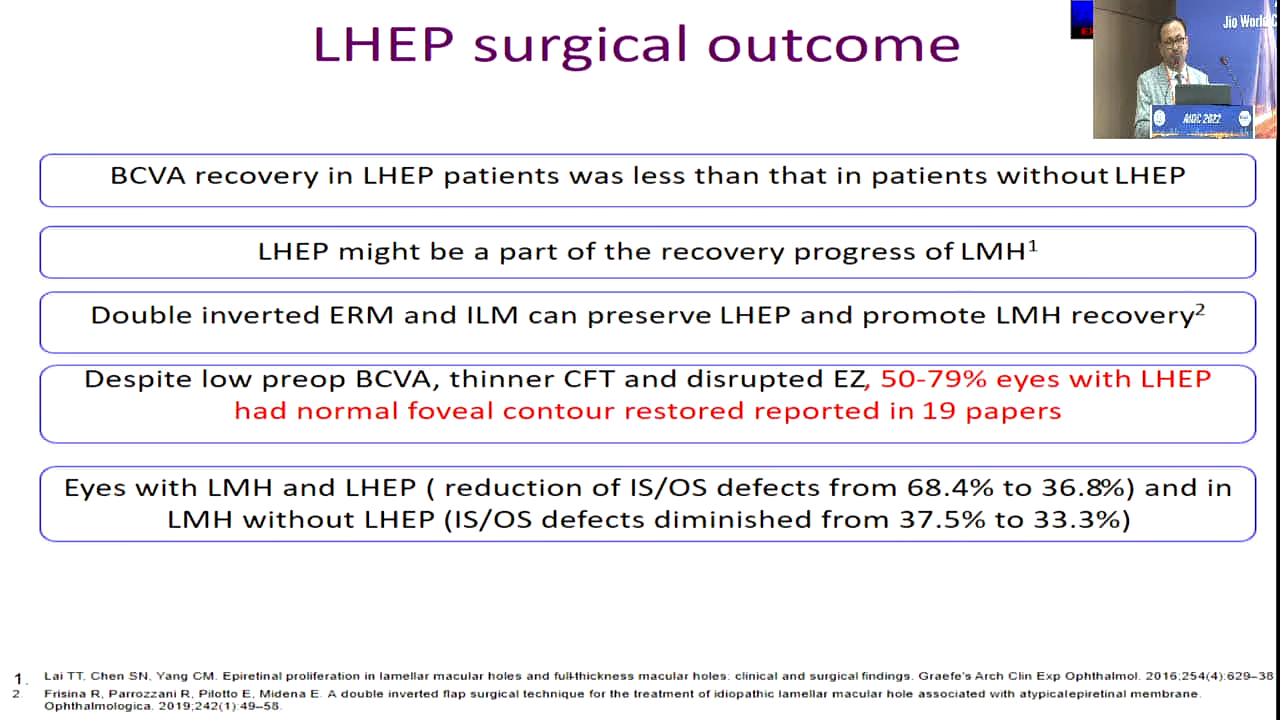 LHEP surgical outcome
Jio World
AIOC 2022
BCVA recovery in LHEP patients was less than that in patients without LHEP
LHEP might be a part of the recovery progress of LMH1
Double inverted ERM and ILM can preserve LHEP and promote LMH recovery2
Despite low preop BCVA, thinner CFT and disrupted EZ, 50-79% eyes with LHEP
had normal foveal contour restored reported in 19 papers
Eyes with LMH and LHEP ( reduction of IS/OS defects from 68.4% to 36.8%) and in
LMH without LHEP (IS/OS defects diminished from 37.5% to 33.3%)
1. Lai TT, Chen SN, Yang CM. Epiretinal proliferation in lamellar macular holes and full-thickness macular holes: clinical and surgical findings. Graefe's Arch Clin Exp Ophthalmol. 2016;254(4):629–38
2. Frisina R, Parrozzani R, Pilotto E, Midena E. A double inverted flap surgical technique for the treatment of idiopathic lamellar macular hole associated with atypicalepiretinal membrane.
Ophthalmologica. 2019;242(1):49–58.